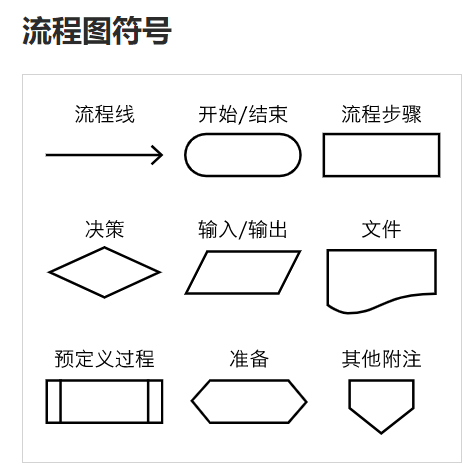 流程图符号
流程线
开始/结束
流程步骤
决策
输入/输出
文件
预定义过程
准备
其他附注